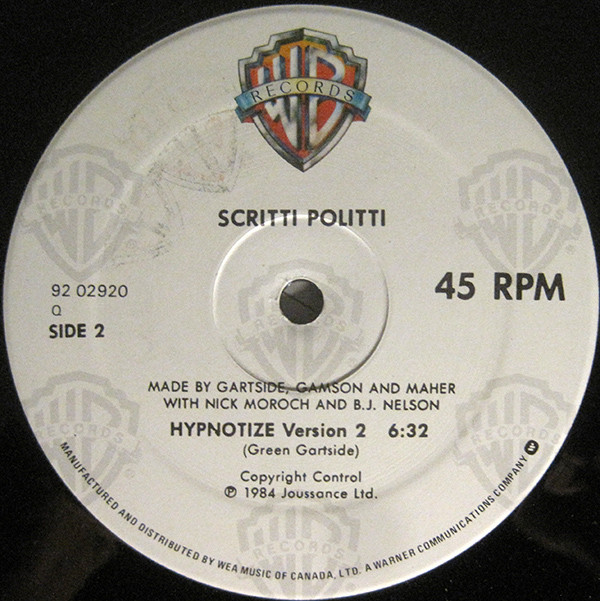 WB
RECORDS
SCRITTI POLITTI
92 02920
Q
SIDE 2
45 RPM
MADE BY GARTSIDE, GAMSON AND MAHER
WITH NICK MOROCH AND B.J. NELSON
HYPNOTIZE Version 2 6:32
(Green Gartside)
Copyright Control
℗ 1984 Joussance Ltd.
MANUFACTURED AND DISTRIBUTED BY WEA MUSIC OF CANADA, LTD. A WARNER COMMUNICATIONS COMPANY